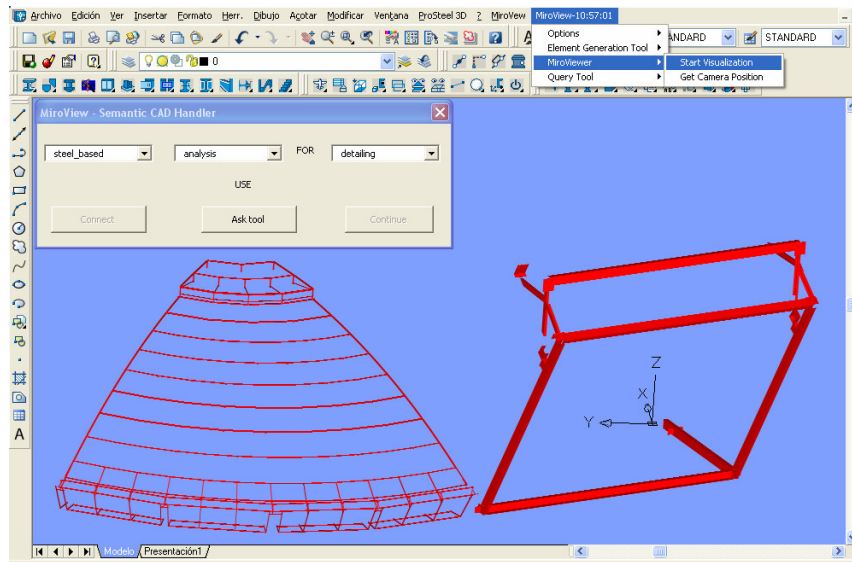 Archivo Edición Ver Insertar Formato Herr. Dibujo Acotar Modificar Ventana ProSteel 3D ? MiroVew MiroView-10:57:01
Options
Element Generation Tool
MiroViewer
Query Tool
Start Visualization
Get Camera Position
NDARD
STANDARD
0
MiroView - Semantic CAD Handler
steel_based analysis FOR detailing
USE
Connect Ask tool Continue
Z
X
Y
A
Modelo Presentación1